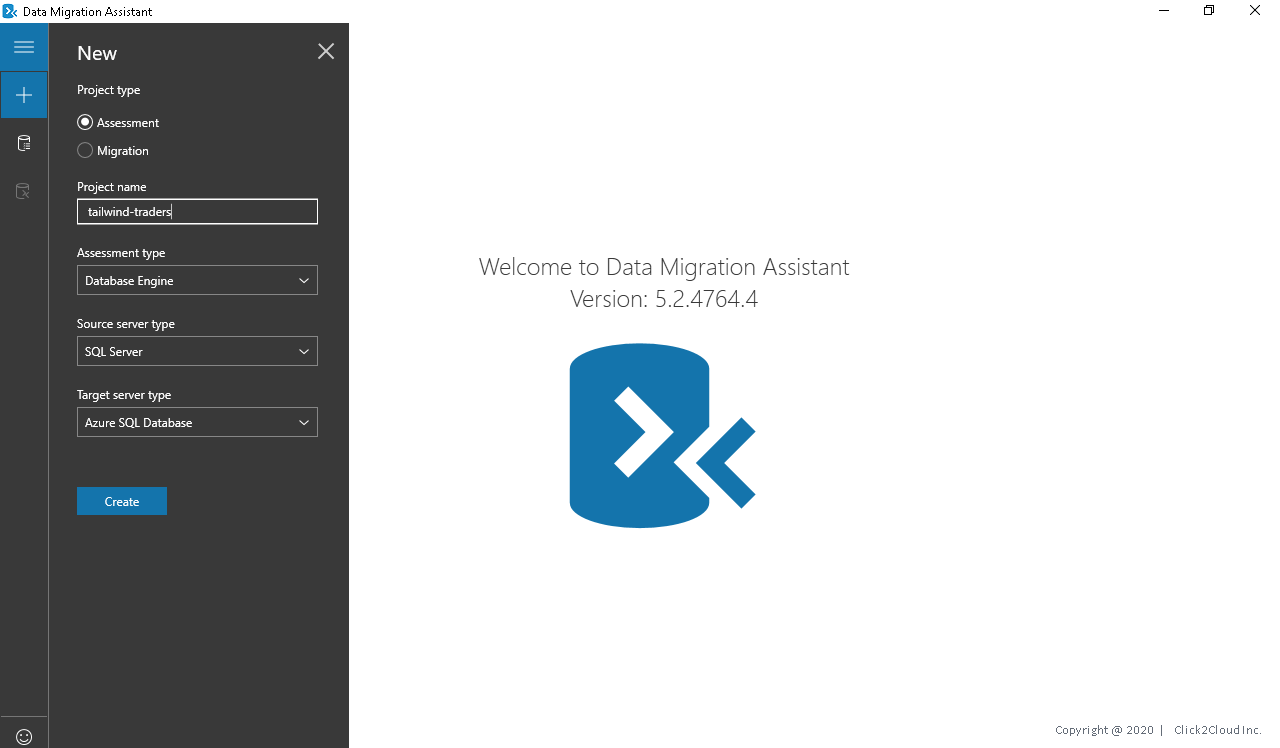 Data Migration Assistant
New
Project type
Assessment
Migration
Project name
tailwind-traders
Assessment type
Database Engine
Source server type
SQL Server
Target server type
Azure SQL Database
Create
Welcome to Data Migration Assistant
Version: 5.2.4764.4
Copyright @ 2020 | Click2Cloud Inc.